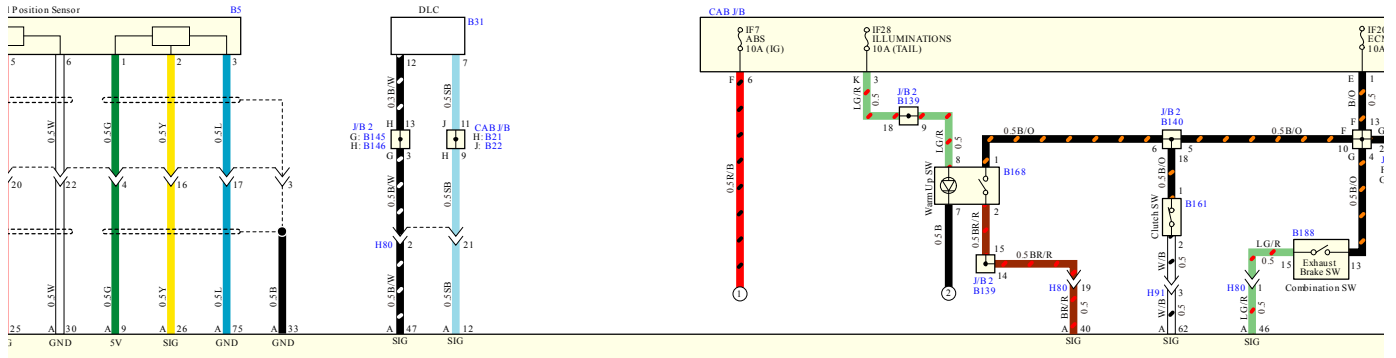 Position Sensor
B5
DLC
B31
CAB J/B
IF7
ABS
10A (IG)
IF28
ILLUMINATIONS
10A (TAIL)
5
6
1
2
3
12
7
F
6
K
3
E
1
0.5W
0.5G
0.5Y
0.5L
0.3B/W
0.5SB
LG/R
0.5
J/B 2
B139
18
9
LG/R
0.5
B/O
0.5
J/B 2
G: B145
H: B146
H
13
G
3
J
11
H
9
CAB J/B
H: B21
J: B22
0.5B/O
J/B 2
B140
6
5
18
0.5B/O
F
13
F
10
G
4
20
22
4
16
17
3
0.5B/W
0.5SB
0.5R/B
Warm Up SW
8
1
B168
7
2
0.5B/O
1
B161
Clutch SW
2
0.5B/O
H80
2
21
0.5B
0.5BR/R
15
14
J/B 2
B139
0.5BR/R
W/B
0.5
B188
LG/R
0.5
15
Exhaust
Brake SW
13
Combination SW
0.5W
0.5G
0.5Y
0.5L
0.5B
0.5B/W
0.5SB
1
2
H80
19
BR/R
0.5
H91
3
W/B
0.5
H80
1
LG/R
0.5
25
A
30
A
9
A
26
A
75
A
33
A
47
A
12
A
40
A
62
A
46
GND
5V
SIG
GND
GND
SIG
SIG
SIG
SIG
SIG